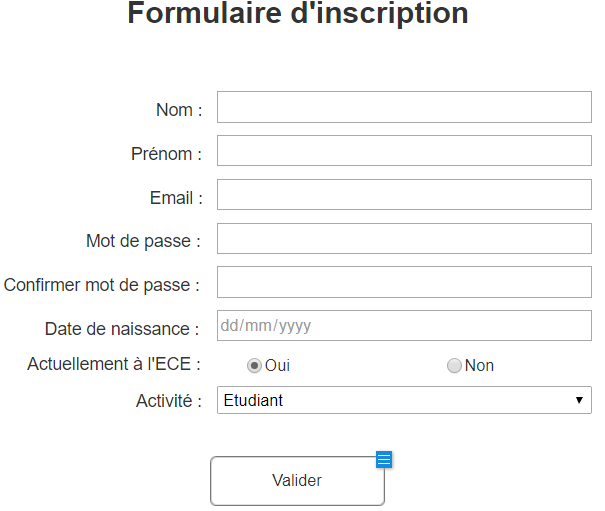 Formulaire d'inscription
Nom :
Prénom :
Email :
Mot de passe :
Confirmer mot de passe :
Date de naissance : dd/mm/yyyy
Actuellement à l'ECE : Oui Non
Activité : Etudiant
Valider